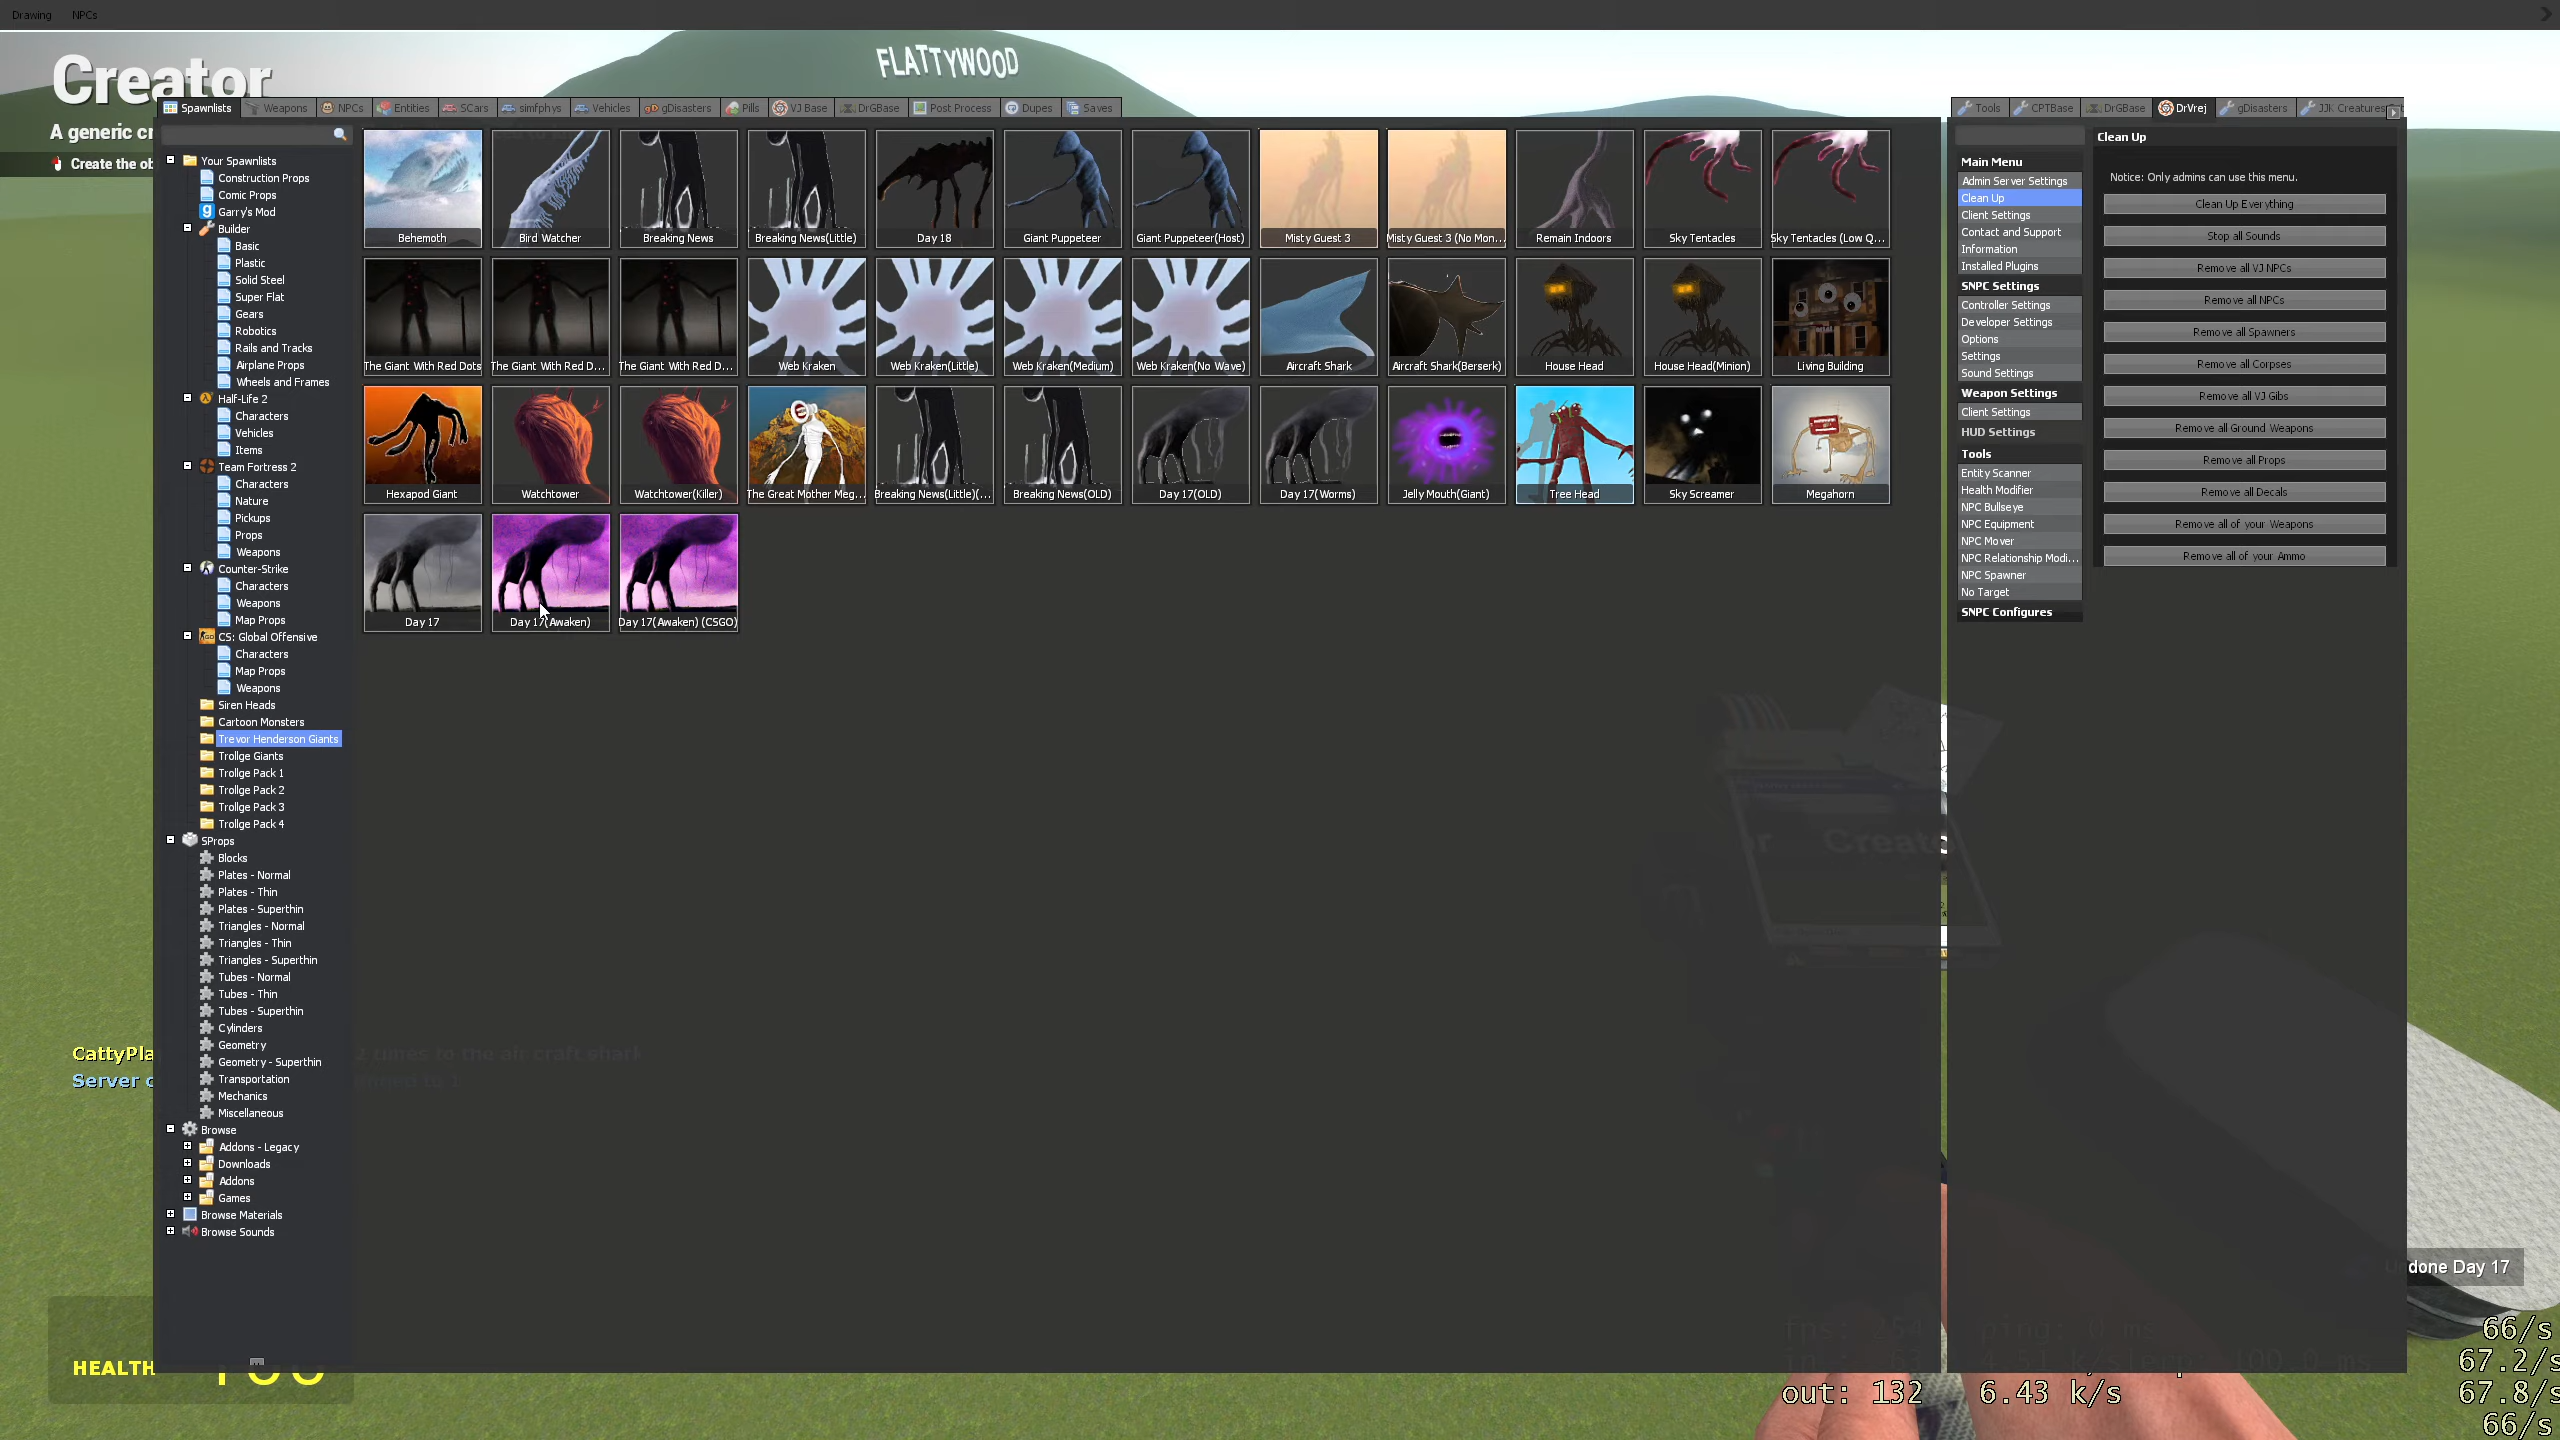 Drawing NPCs
FLATTYWOOD
Creator
A generic cr
Create the ob
Spawnlists Weapons NPCs Entities SCars simfphys Vehicles gDisasters Pills VJ Base DrGBase Post Process Dupes Saves
Your Spawnlists
Construction Props
Comic Props
Garry's Mod
Builder
Basic
Plastic
Solid Steel
Super Flat
Gears
Robotics
Rails and Tracks
Airplane Props
Wheels and Frames
Half-Life 2
Characters
Vehicles
Items
Team Fortress 2
Characters
Nature
Pickups
Props
Weapons
Counter-Strike
Characters
Weapons
Map Props
CS: Global Offensive
Characters
Map Props
Weapons
Siren Heads
Cartoon Monsters
Trevor Henderson Giants
Trollge Giants
Trollge Pack 1
Trollge Pack 2
Trollge Pack 3
Trollge Pack 4
SProps
Blocks
Plates - Normal
Plates - Thin
Plates - Superthin
Triangles - Normal
Triangles - Thin
Triangles - Superthin
Tubes - Normal
Tubes - Thin
Tubes - Superthin
Cylinders
Geometry
Geometry - Superthin
Transportation
Mechanics
Miscellaneous
Browse
Addons - Legacy
Downloads
Addons
Games
Browse Materials
Browse Sounds
Behemoth Bird Watcher Breaking News Breaking News(Little) Day 18 Giant Puppeteer Giant Puppeteer(Host) Misty Guest 3 Misty Guest 3 (No Mon... Remain Indoors Sky Tentacles Sky Tentacles (Low Q...
The Giant With Red Dots The Giant With Red D... The Giant With Red D... Web Kraken Web Kraken(Little) Web Kraken(Medium) Web Kraken(No Wave) Aircraft Shark Aircraft Shark(Berserk) House Head House Head(Minion) Living Building
Hexapod Giant Watchtower Watchtower(Killer) The Great Mother Meg... Breaking News(Little)(... Breaking News(OLD) Day 17(OLD) Day 17(Worms) Jelly Mouth(Giant) Tree Head Sky Screamer Megahorn
Day 17 Day 17(Awaken) Day 17(Awaken) (CSGO)
Tools CPTBase DrGBase DrVrej gDisasters JJK Creatures
Main Menu
Admin Server Settings
Clean Up
Client Settings
Contact and Support
Information
Installed Plugins
SNPC Settings
Controller Settings
Developer Settings
Options
Settings
Sound Settings
Weapon Settings
Client Settings
HUD Settings
Tools
Entity Scanner
Health Modifier
NPC Bullseye
NPC Equipment
NPC Mover
NPC Relationship Modi...
NPC Spawner
No Target
SNPC Configures
Clean Up
Notice: Only admins can use this menu.
Clean Up Everything
Stop all Sounds
Remove all VJ NPCs
Remove all NPCs
Remove all Spawners
Remove all Corpses
Remove all VJ Gibs
Remove all Ground Weapons
Remove all Props
Remove all Decals
Remove all of your Weapons
Remove all of your Ammo
Creato
CattyPla 2 times to the air craft shark
Server c
HEALTH 100
Undone Day 17
fps: 254 ping: 0 ms
66/s
67.2/s
out: 132 6.43 k/s
67.8/s
66/s